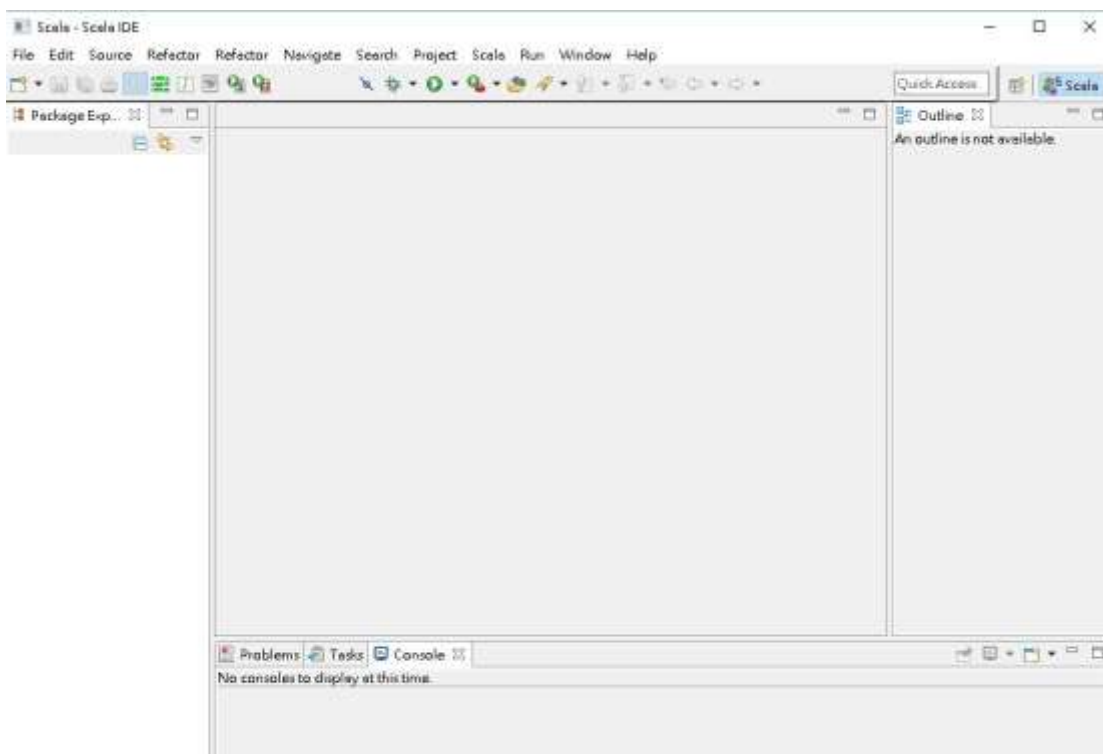 Scala - Scala IDE
File Edit Source Refactor Refactor Navigate Search Project Scala Run Window Help
Quick Access Scala
Package Exp... Outline
An outline is not available.
Problems Tasks Console
No consoles to display at this time.